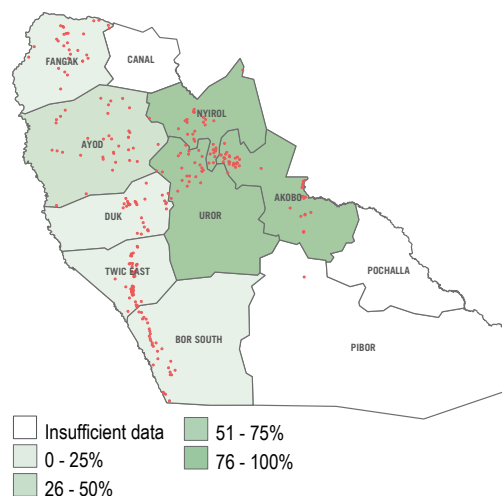 FANGAK
CANAL
NYIROL
AYOD
AKOBO
DUK
UROR
TWIC EAST
POCHALLA
BOR SOUTH
PIBOR
Insufficient data
0 - 25%
26 - 50%
51 - 75%
76 - 100%